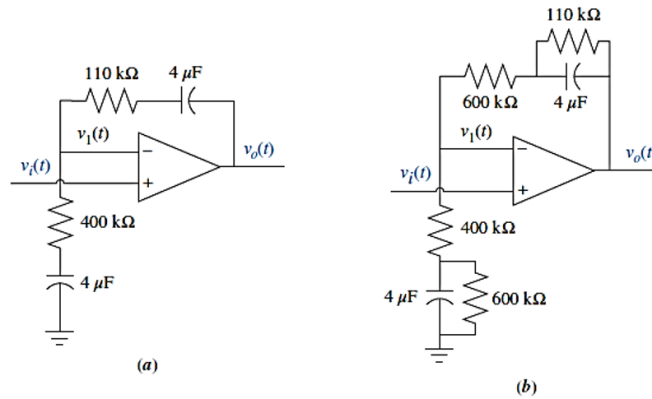 110 kΩ
4 μF
v₁(t)
vᵢ(t)
vₒ(t)
−
+
400 kΩ
4 μF
(a)
110 kΩ
600 kΩ
4 μF
v₁(t)
vᵢ(t)
vₒ(t)
−
+
400 kΩ
4 μF
600 kΩ
(b)